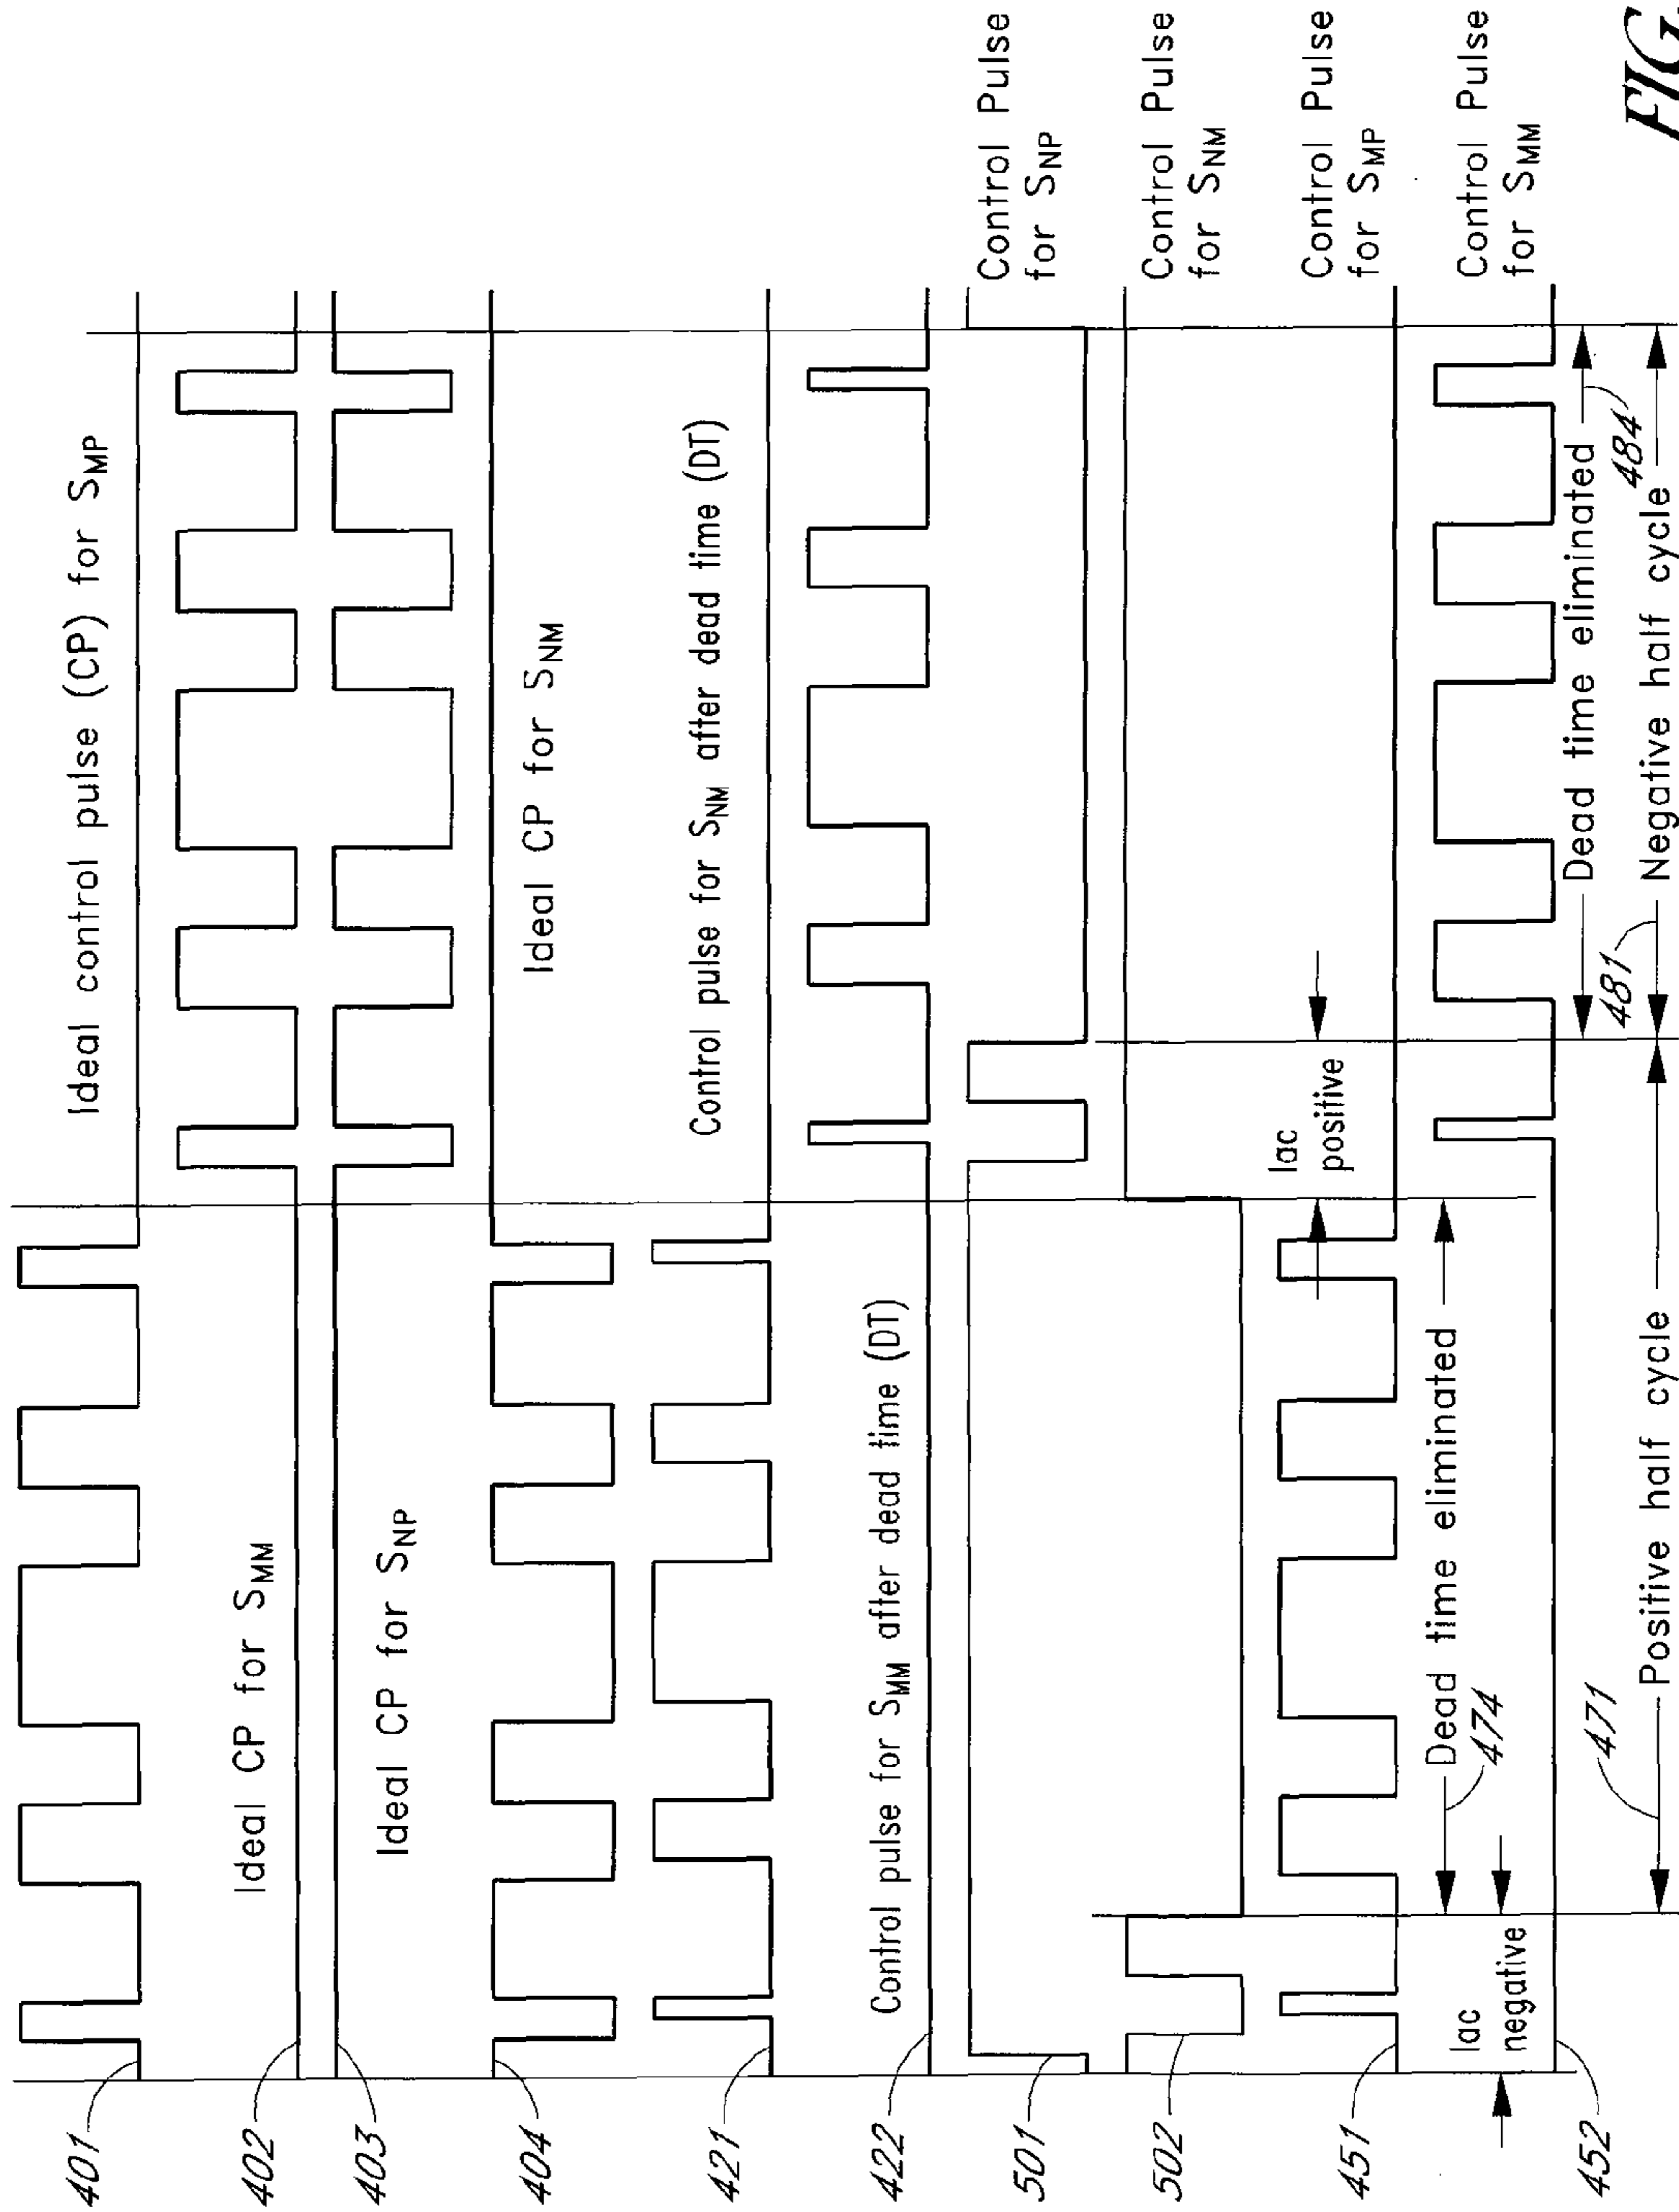 401
Ideal control pulse (CP) for SMP
402
Ideal CP for SMM
403
Ideal CP for SNP
404
Ideal CP for SNM
421
Control pulse for SNM after dead time (DT)
422
Control pulse for SMM after dead time (DT)
501
Control Pulse
for SNP
502
Control Pulse
for SNM
451
Iac
positive
Control Pulse
for SMP
452
Iac
negative
Control Pulse
for SMM
Dead time eliminated
474
Dead time eliminated
484
471
Positive half cycle
481
Negative half cycle
FIG.